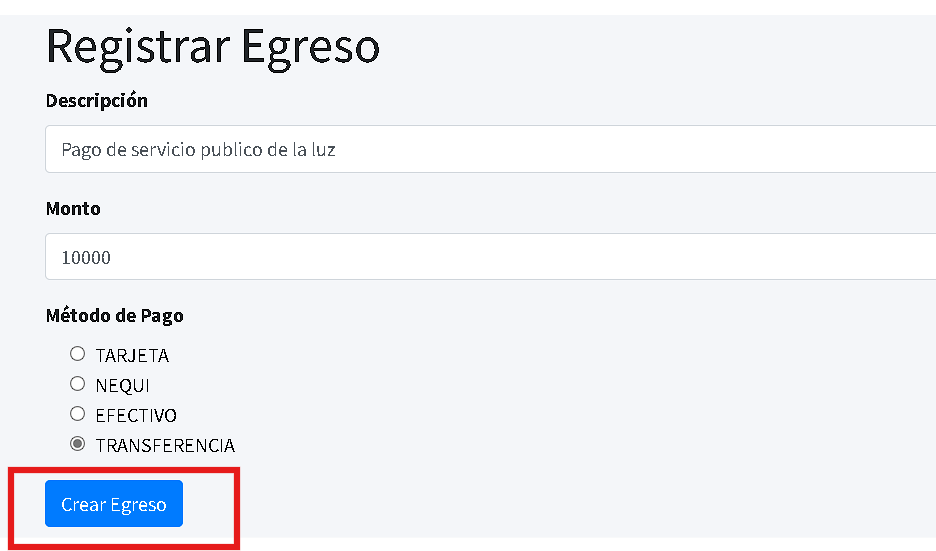 Registrar Egreso
Descripción
Pago de servicio publico de la luz
Monto
10000
Método de Pago
TARJETA
NEQUI
EFECTIVO
TRANSFERENCIA
Crear Egreso